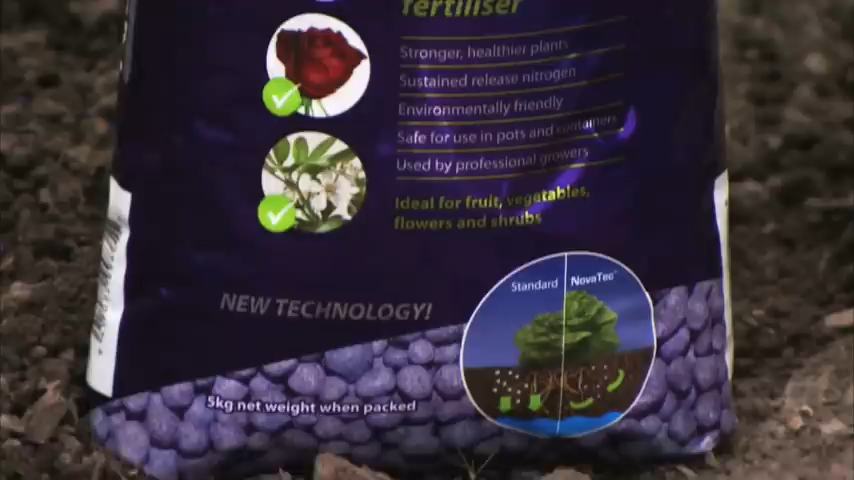 fertiliser
Stronger, healthier plants
Sustained release nitrogen
Environmentally friendly
Safe for use in pots and containers
Used by professional growers
Ideal for fruit, vegetables,
flowers and shrubs
Standard NovaTec
NEW TECHNOLOGY!
5kg net weight when packed